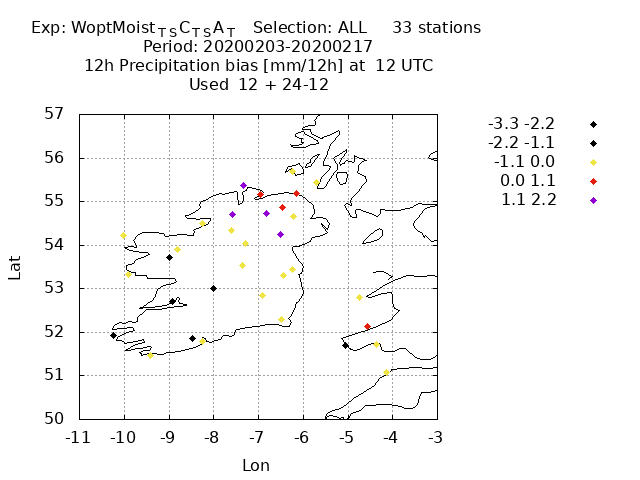 Exp: WoptMoist_TS C_TS A_T   Selection: ALL     33 stations
Period: 20200203-20200217
12h Precipitation bias [mm/12h] at  12 UTC
Used  12 + 24-12
-3.3 -2.2
-2.2 -1.1
-1.1 0.0
0.0 1.1
1.1 2.2
Lat
57
56
55
54
53
52
51
50
-11 -10 -9 -8 -7 -6 -5 -4 -3
Lon